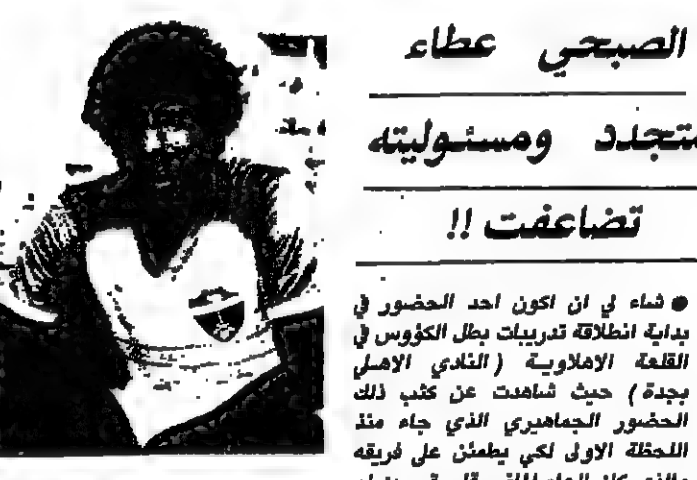 الصبحي عطاء
متجدد ومسئوليته
تضاعفت !!
● شاء لي ان اكون احد الحضور في
بداية انطلاقة تدريبات بطل الكؤوس في
القلعة الاهلاوية ( النادي الاهلي
بجدة ) حيث شاهدت عن كثب ذلك
الحضور الجماهيري الذي جاء منذ
اللحظة الاولى لكي يطمئن على فريقه